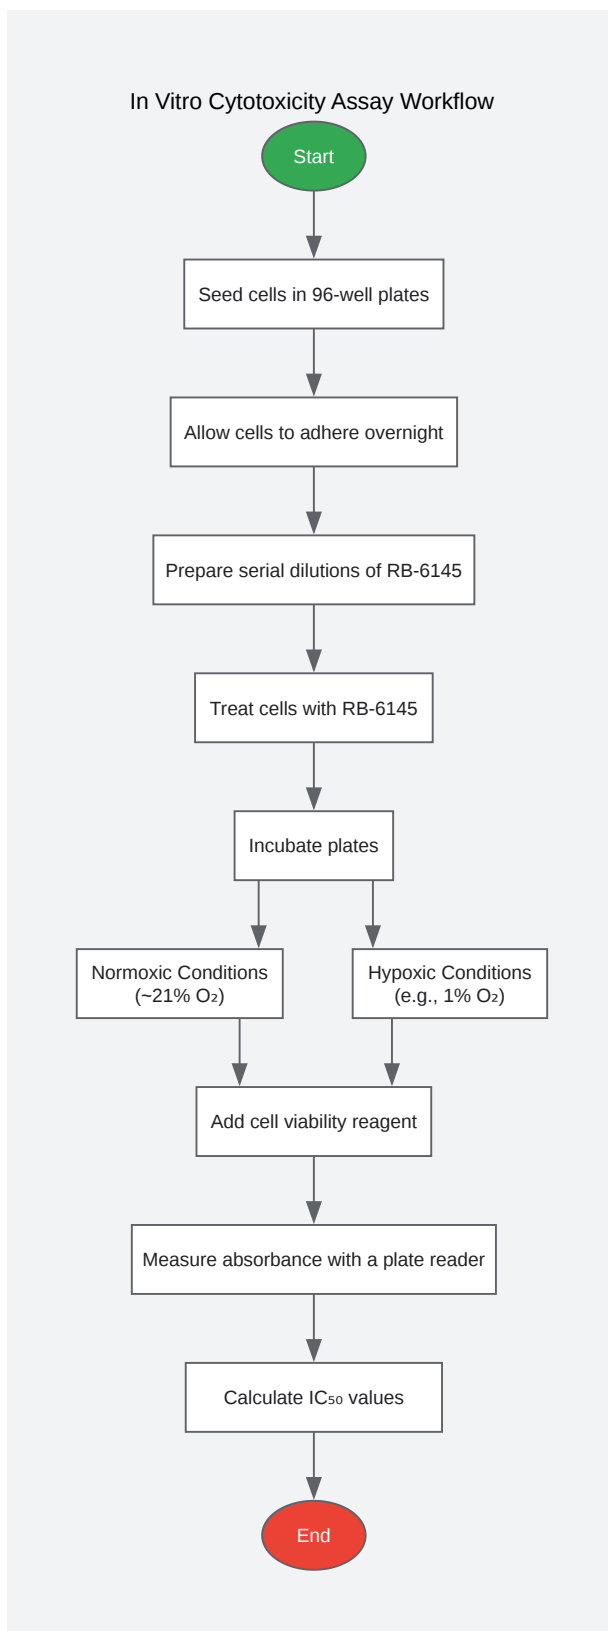 In Vitro Cytotoxicity Assay Workflow
Start
Seed cells in 96-well plates
Allow cells to adhere overnight
Prepare serial dilutions of RB-6145
Treat cells with RB-6145
Incubate plates
Normoxic Conditions
(~21% O₂)
Hypoxic Conditions
(e.g., 1% O₂)
Add cell viability reagent
Measure absorbance with a plate reader
Calculate IC₅₀ values
End